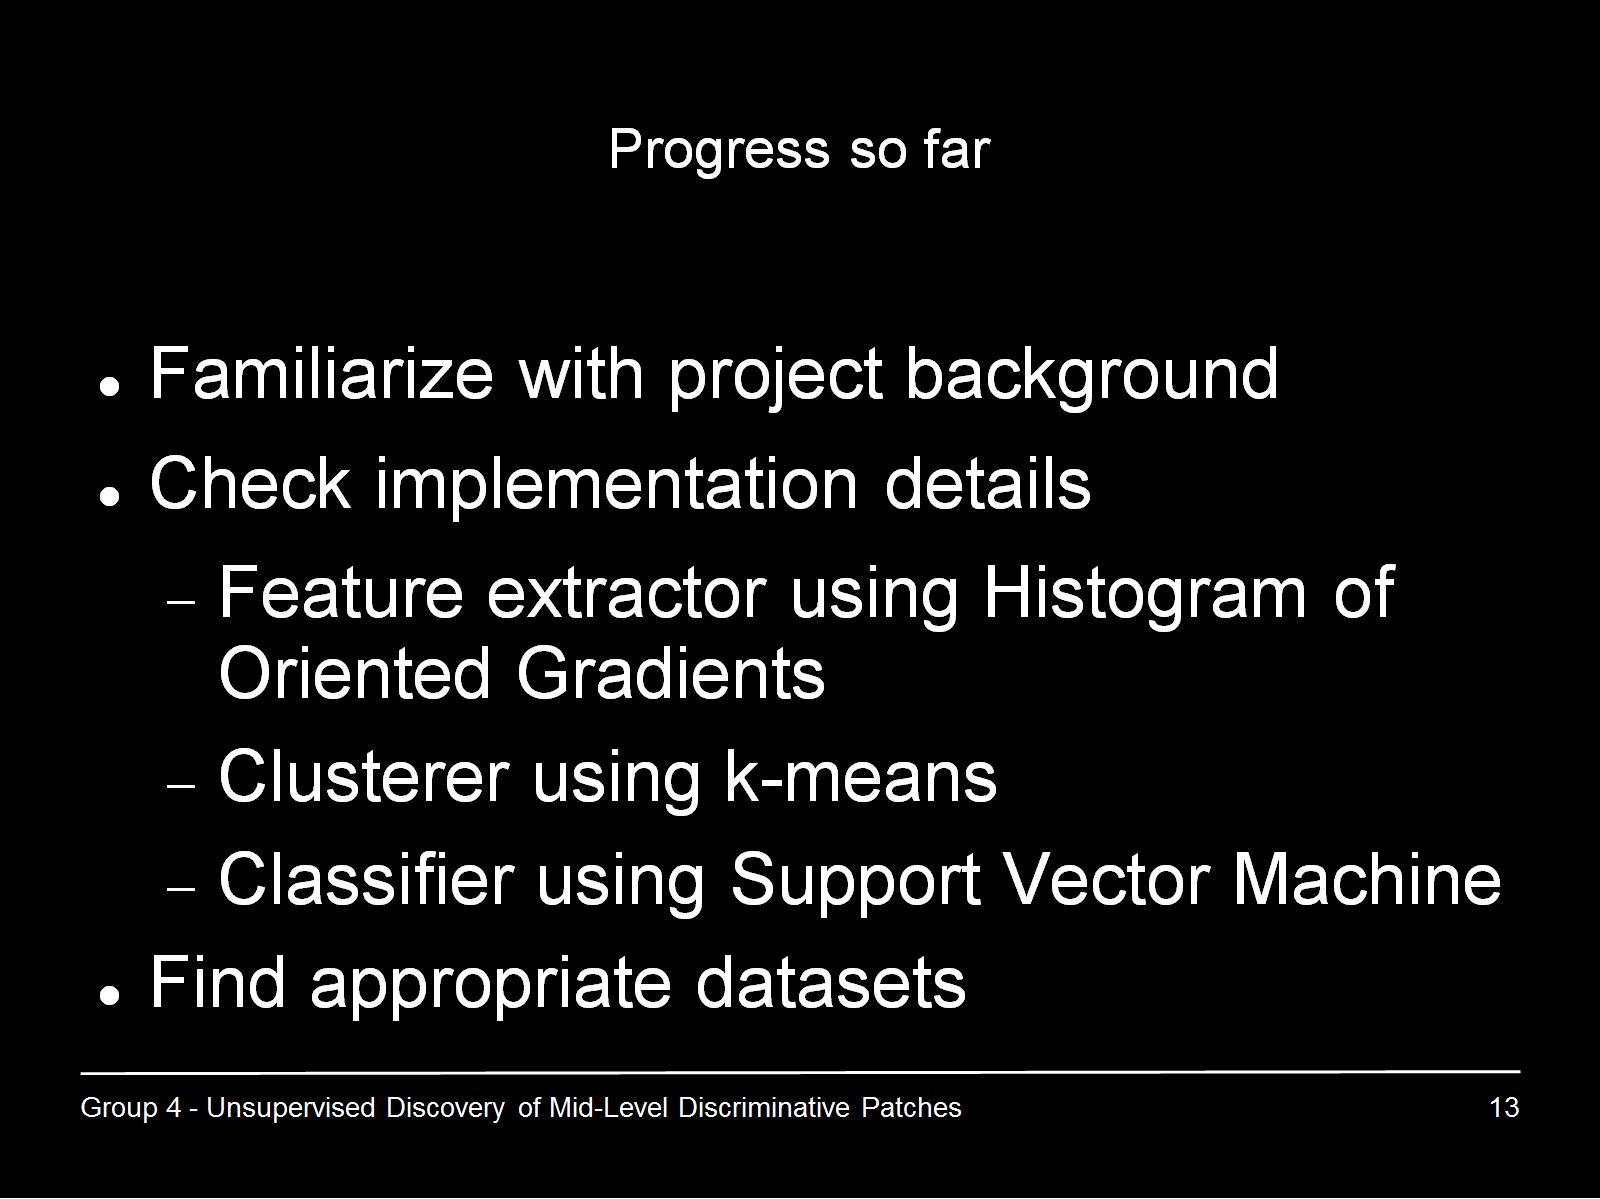 Progress so far
● Familiarize with project background
● Check implementation details
– Feature extractor using Histogram of
Oriented Gradients
– Clusterer using k-means
– Classifier using Support Vector Machine
● Find appropriate datasets
Group 4 - Unsupervised Discovery of Mid-Level Discriminative Patches 13